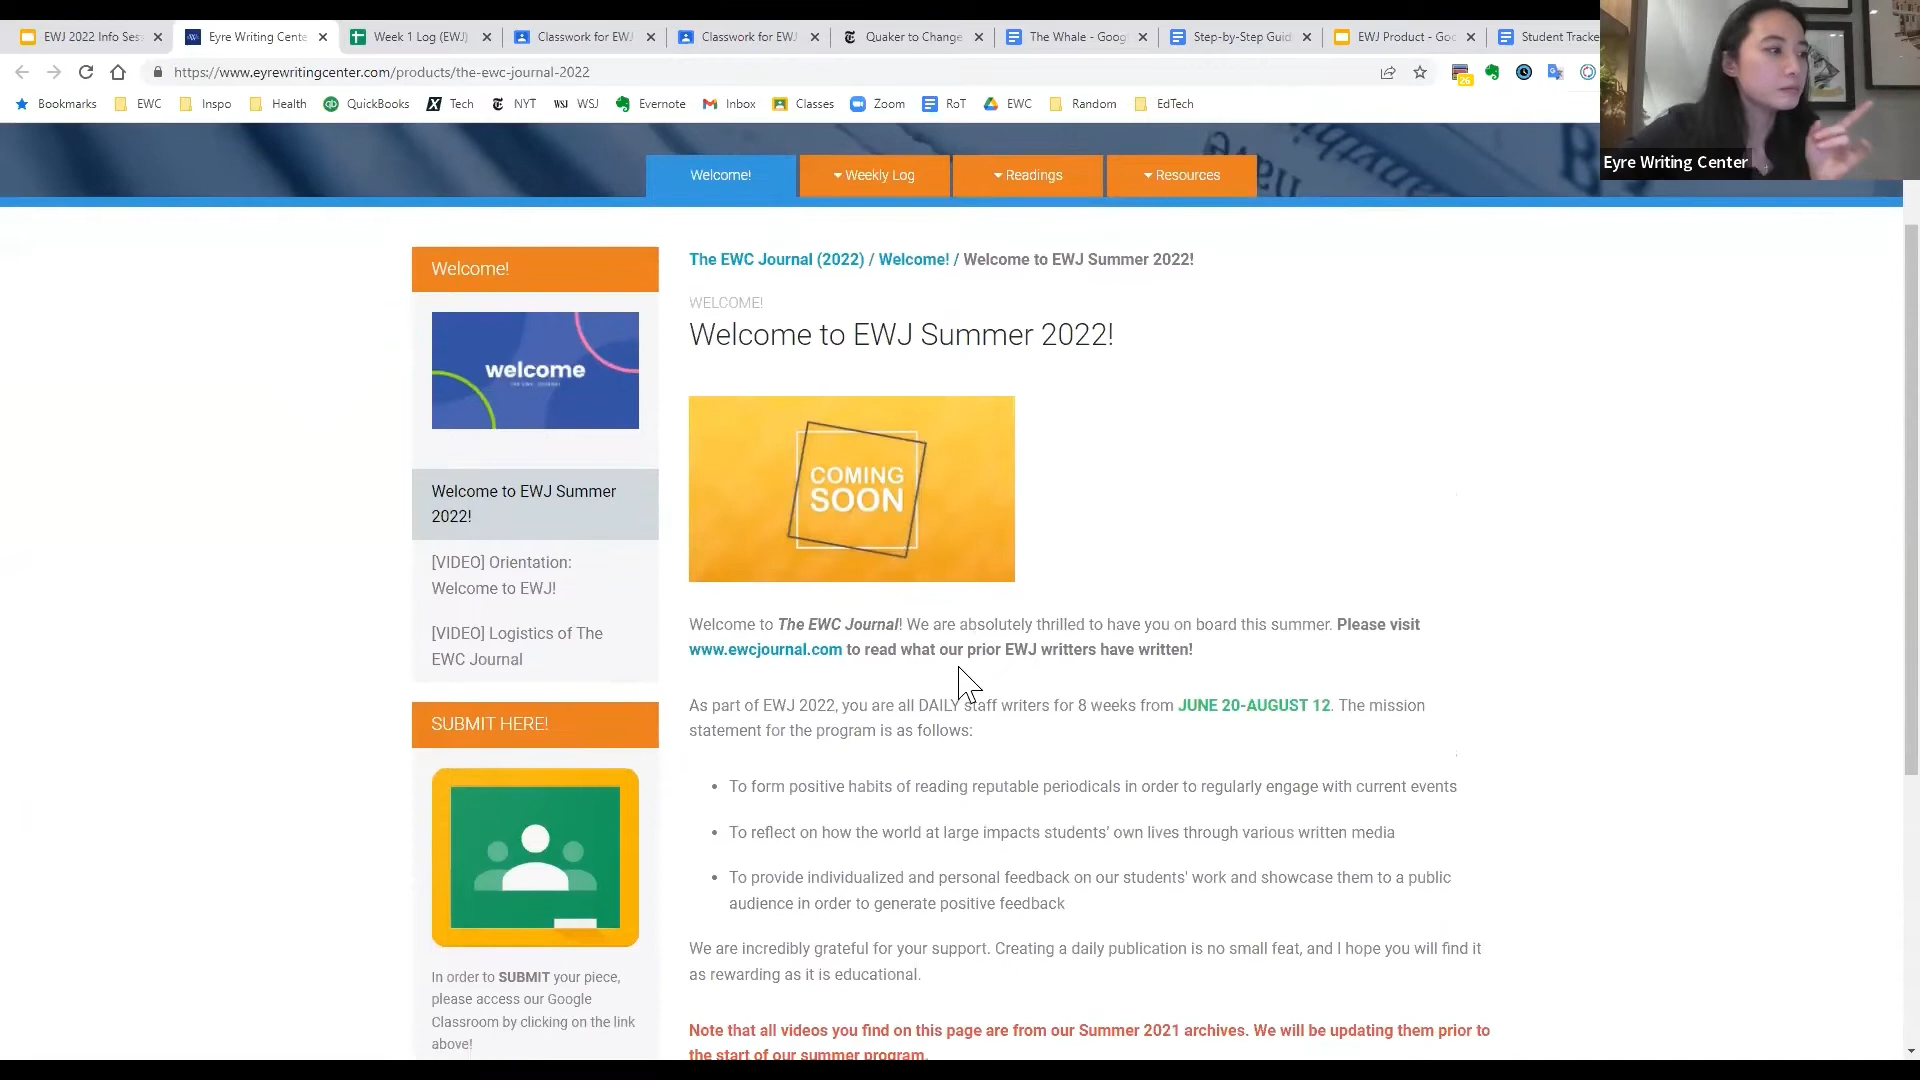 EWJ 2022 Info Ses
Eyre Writing Cente
Week 1 Log (EWJ)
Classwork for EWJ
Classwork for EWJ
Quaker to Change
The Whale - Goog
Step-by-Step Guid
EWJ Product - Goo
Student Tracke
https://www.eyrewritingcenter.com/products/the-ewc-journal-2022
26
Bookmarks
EWC
Inspo
Health
QuickBooks
Tech
NYT
WSJ
WSJ
Evernote
Inbox
Classes
Zoom
RoT
EWC
Random
EdTech
Eyre Writing Center
Welcome!
Weekly Log
Readings
Resources
Welcome!
welcome
THE EWC JOURNAL
Welcome to EWJ Summer
2022!
[VIDEO] Orientation:
Welcome to EWJ!
[VIDEO] Logistics of The
EWC Journal
SUBMIT HERE!
In order to SUBMIT your piece,
please access our Google
Classroom by clicking on the link
above!
The EWC Journal (2022) / Welcome! / Welcome to EWJ Summer 2022!
WELCOME!
Welcome to EWJ Summer 2022!
COMING
SOON
Welcome to The EWC Journal! We are absolutely thrilled to have you on board this summer. Please visit
www.ewcjournal.com to read what our prior EWJ writters have written!
As part of EWJ 2022, you are all DAILY staff writers for 8 weeks from JUNE 20-AUGUST 12. The mission
statement for the program is as follows:
• To form positive habits of reading reputable periodicals in order to regularly engage with current events
• To reflect on how the world at large impacts students’ own lives through various written media
• To provide individualized and personal feedback on our students' work and showcase them to a public
audience in order to generate positive feedback
We are incredibly grateful for your support. Creating a daily publication is no small feat, and I hope you will find it
as rewarding as it is educational.
Note that all videos you find on this page are from our Summer 2021 archives. We will be updating them prior to
the start of our summer program.